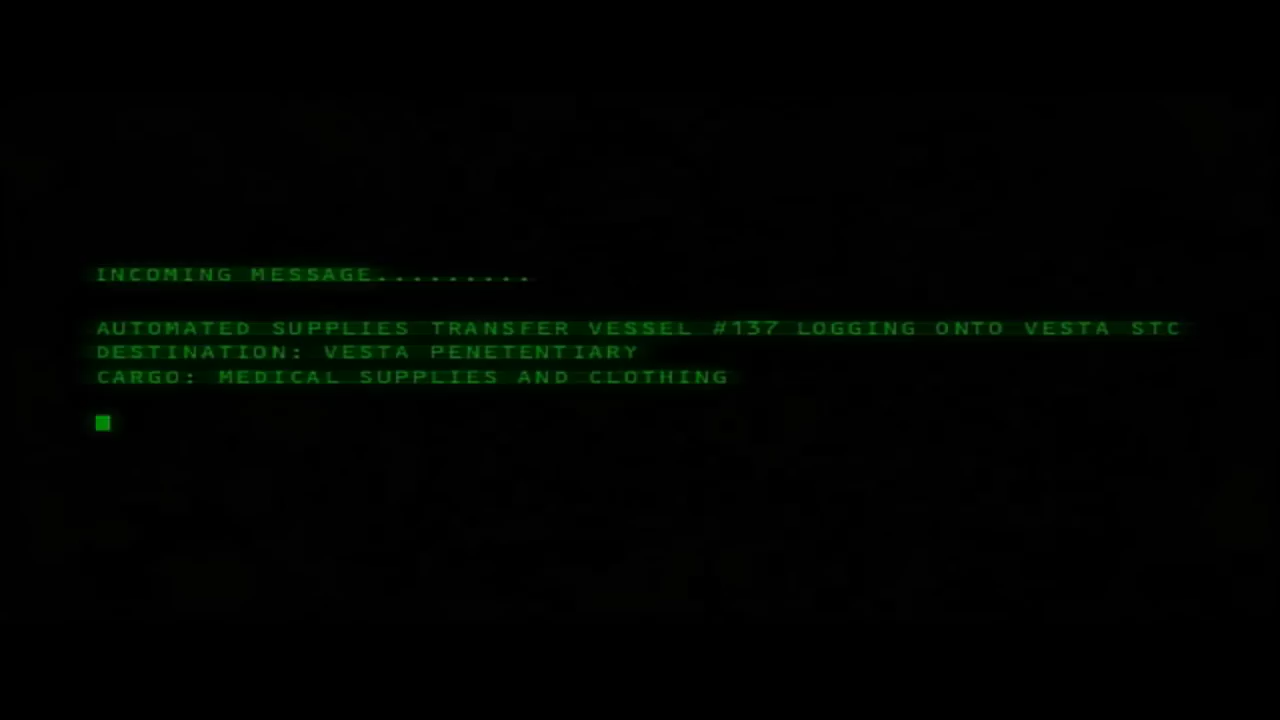 INCOMING MESSAGE.........
AUTOMATED SUPPLIES TRANSFER VESSEL #137 LOGGING ONTO VESTA STC
DESTINATION: VESTA PENETENTIARY
CARGO: MEDICAL SUPPLIES AND CLOTHING